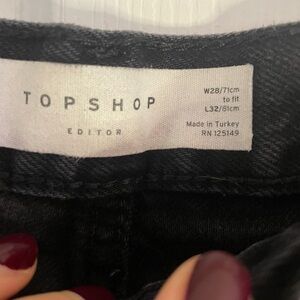 TOPSHOP
EDITOR
W28/71cm
to fit
L32/81cm
Made in Turkey
RN 125149